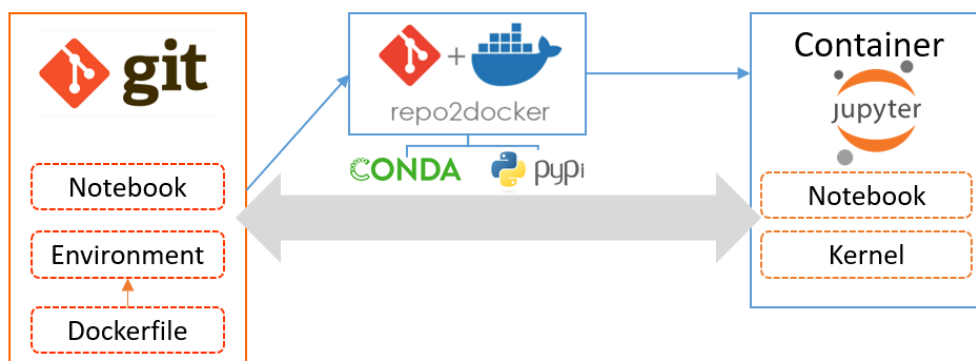 git
Notebook
Environment
Dockerfile
+
repo2docker
CONDA
pypi
Container
jupyter
Notebook
Kernel